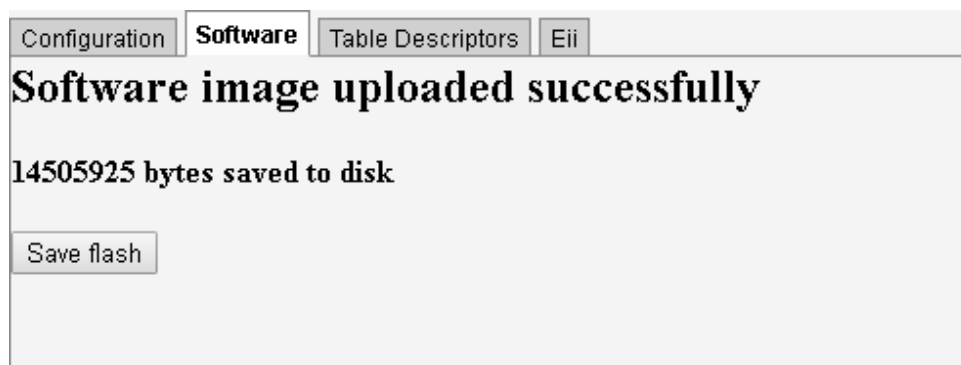 Configuration Software Table Descriptors Eii
Software image uploaded successfully
14505925 bytes saved to disk
Save flash